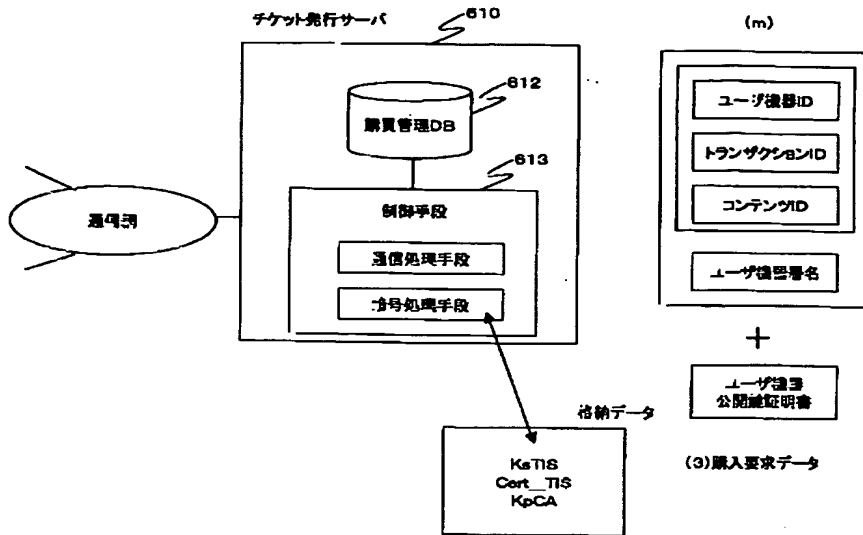 チケット発行サーバ
610
612
購買管理DB
613
制御手段
通信処理手段
暗号処理手段
通信網
格納データ
KsTIS
Cert__TIS
KpCA
(m)
ユーザ機器ID
トランザクションID
コンテンツID
ユーザ機器署名
+
ユーザ機器
公開鍵証明書
(3)購入要求データ